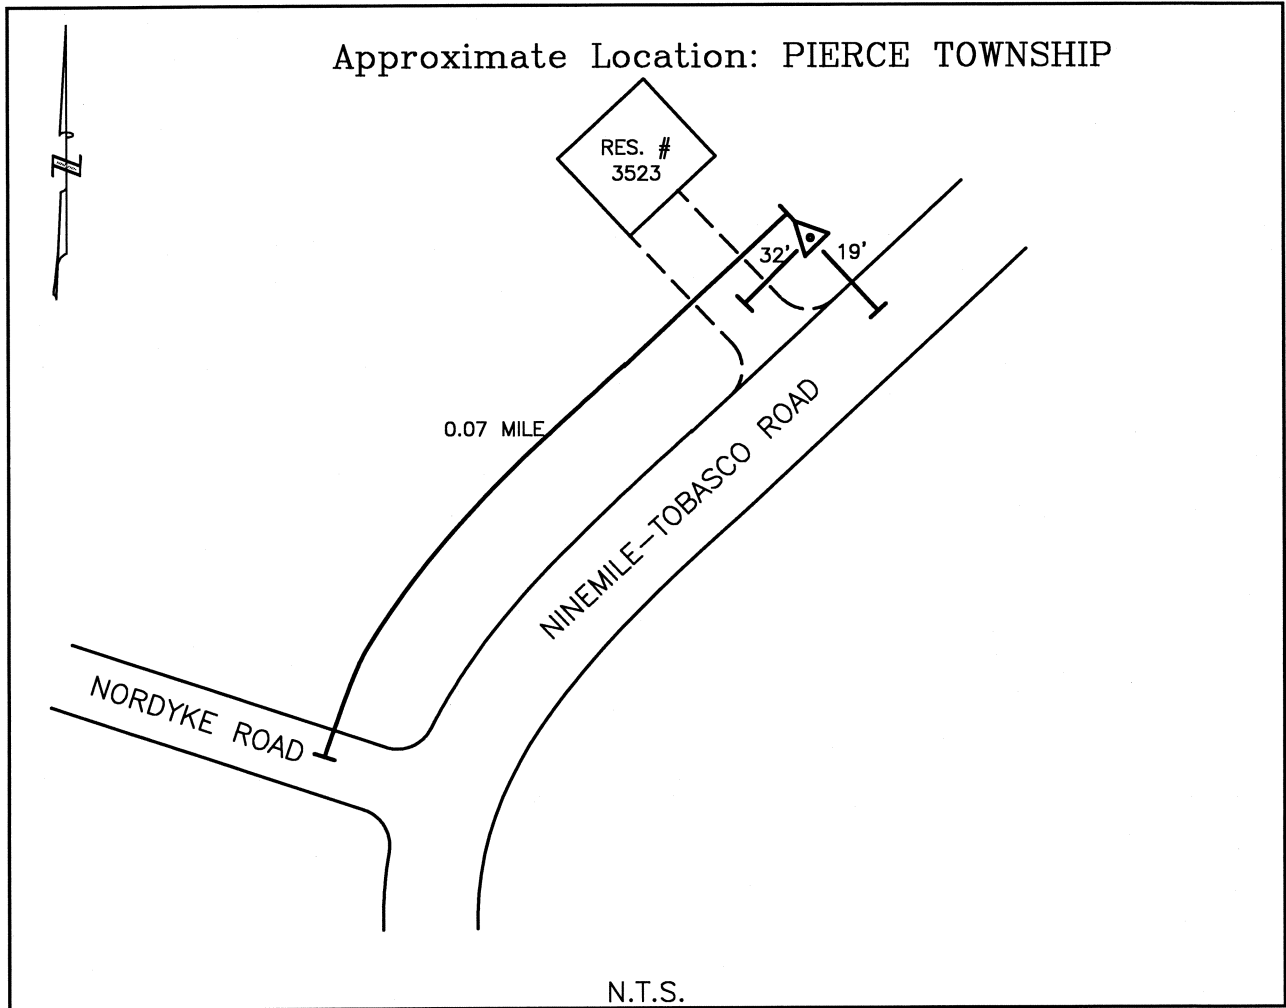 Approximate Location: PIERCE TOWNSHIP
N
RES. #
3523
32'
19'
0.07 MILE
NINEMILE-TOBASCO ROAD
NORDYKE ROAD
N.T.S.